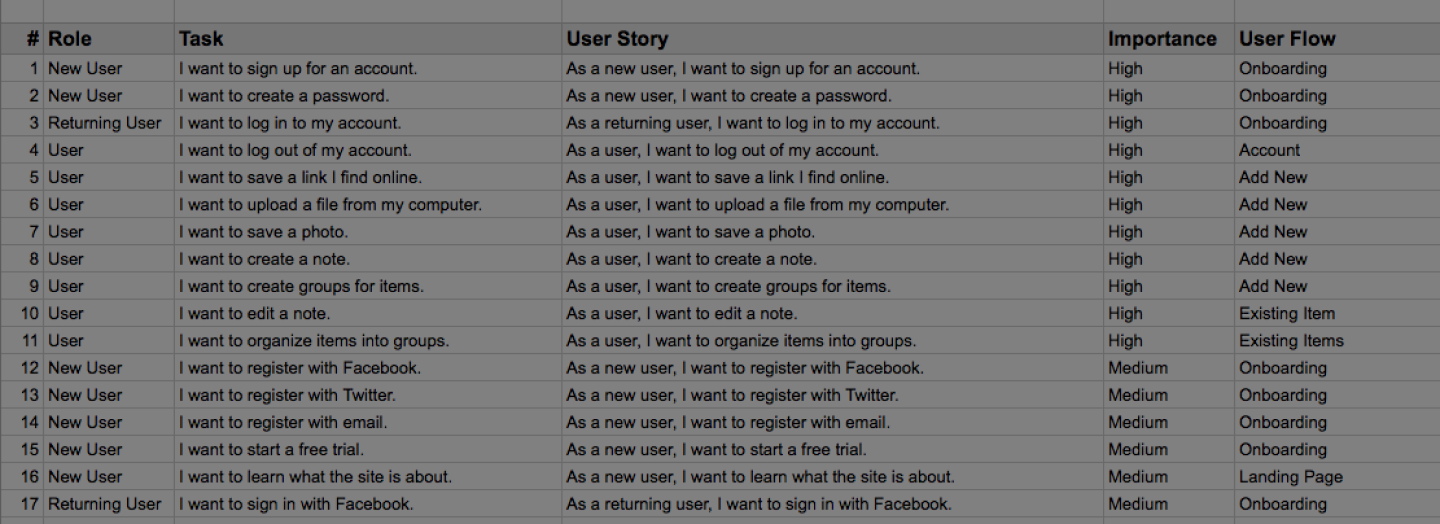 # Role Task User Story Importance User Flow
1 New User I want to sign up for an account. As a new user, I want to sign up for an account. High Onboarding
2 New User I want to create a password. As a new user, I want to create a password. High Onboarding
3 Returning User I want to log in to my account. As a returning user, I want to log in to my account. High Onboarding
4 User I want to log out of my account. As a user, I want to log out of my account. High Account
5 User I want to save a link I find online. As a user, I want to save a link I find online. High Add New
6 User I want to upload a file from my computer. As a user, I want to upload a file from my computer. High Add New
7 User I want to save a photo. As a user, I want to save a photo. High Add New
8 User I want to create a note. As a user, I want to create a note. High Add New
9 User I want to create groups for items. As a user, I want to create groups for items. High Add New
10 User I want to edit a note. As a user, I want to edit a note. High Existing Item
11 User I want to organize items into groups. As a user, I want to organize items into groups. High Existing Items
12 New User I want to register with Facebook. As a new user, I want to register with Facebook. Medium Onboarding
13 New User I want to register with Twitter. As a new user, I want to register with Twitter. Medium Onboarding
14 New User I want to register with email. As a new user, I want to register with email. Medium Onboarding
15 New User I want to start a free trial. As a new user, I want to start a free trial. Medium Onboarding
16 New User I want to learn what the site is about. As a new user, I want to learn what the site is about. Medium Landing Page
17 Returning User I want to sign in with Facebook. As a returning user, I want to sign in with Facebook. Medium Onboarding